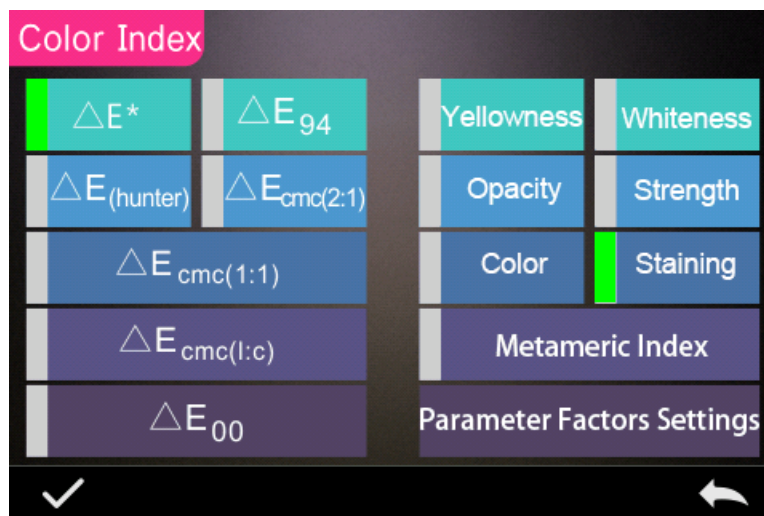 Color Index
△E*
△E94
Yellowness
Whiteness
△E(hunter)
△Ecmc(2:1)
Opacity
Strength
△Ecmc(1:1)
Color
Staining
△Ecmc(l:c)
Metameric Index
△E00
Parameter Factors Settings